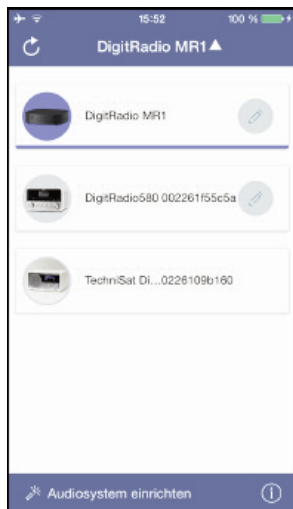 15:52
100 %
DigitRadio MR1
DigitRadio MR1
DigitRadio580 002261f55c5a
TechniSat Di...0226109b160
Audiosystem einrichten